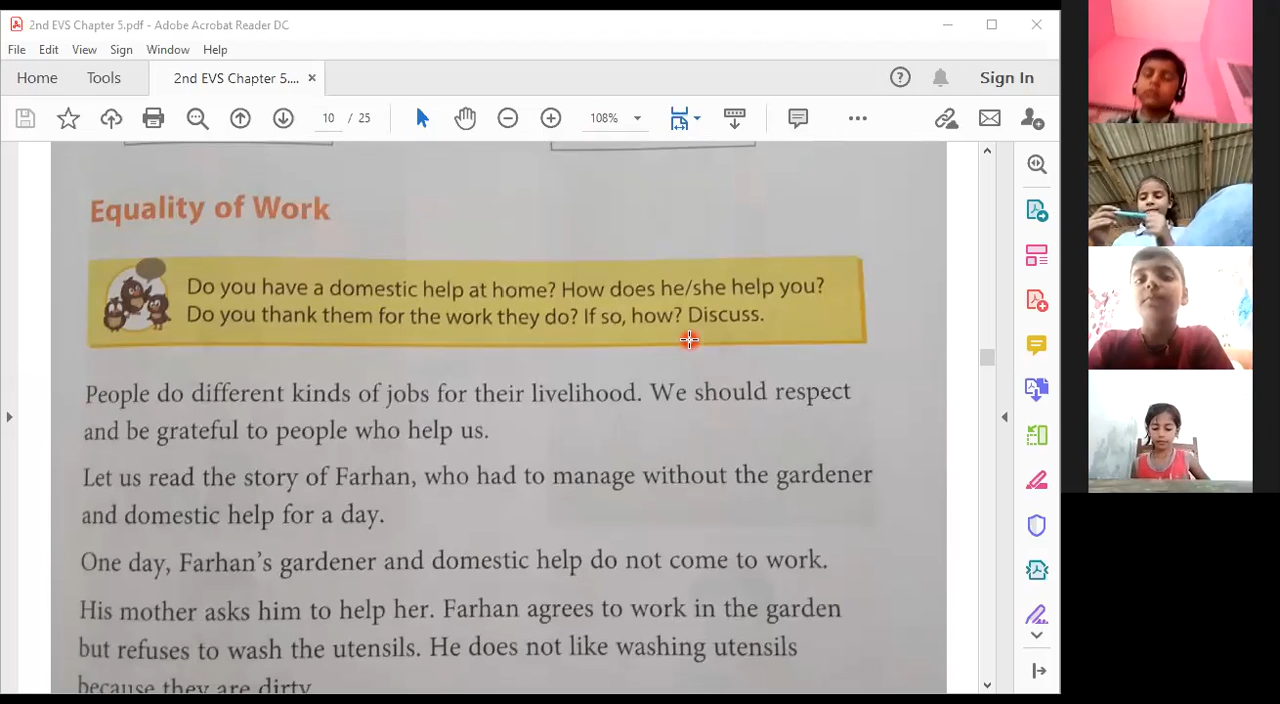 2nd EVS Chapter 5.pdf - Adobe Acrobat Reader DC
File Edit View Sign Window Help
Home Tools 2nd EVS Chapter 5.... × Sign In
10 / 25 108%
Equality of Work
Do you have a domestic help at home? How does he/she help you?
Do you thank them for the work they do? If so, how? Discuss.
People do different kinds of jobs for their livelihood. We should respect
and be grateful to people who help us.
Let us read the story of Farhan, who had to manage without the gardener
and domestic help for a day.
One day, Farhan's gardener and domestic help do not come to work.
His mother asks him to help her. Farhan agrees to work in the garden
but refuses to wash the utensils. He does not like washing utensils
because they are dirty